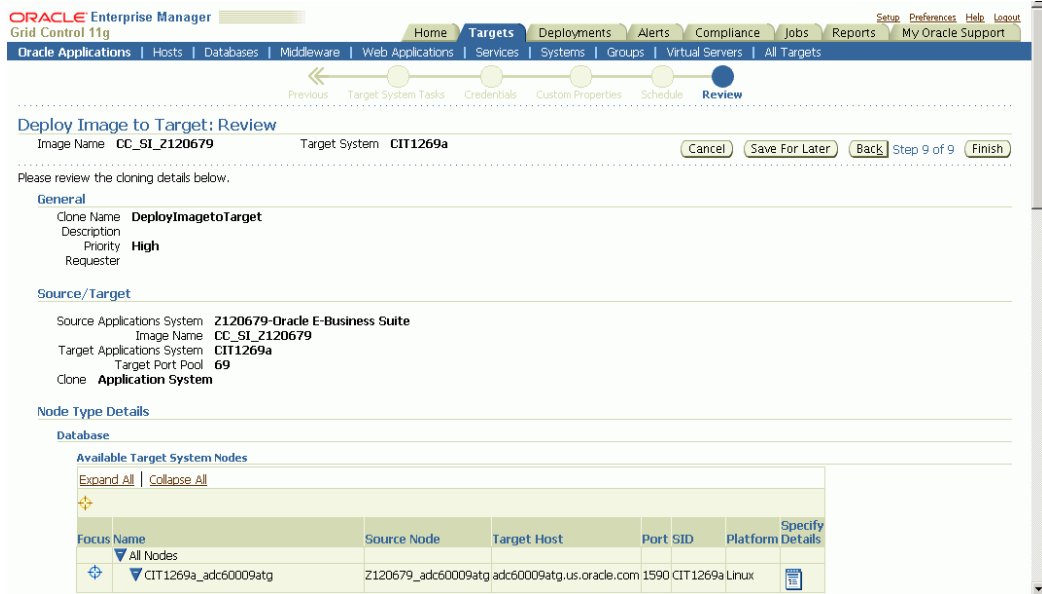 ORACLE Enterprise Manager
Grid Control 11g
Setup Preferences Help Logout
Home Targets Deployments Alerts Compliance Jobs Reports My Oracle Support
Oracle Applications | Hosts | Databases | Middleware | Web Applications | Services | Systems | Groups | Virtual Servers | All Targets
Previous Target System Tasks Credentials Custom Properties Schedule Review
Deploy Image to Target: Review
Image Name CC_SI_Z120679 Target System CIT1269a
Cancel Save For Later Back Step 9 of 9 Finish
Please review the cloning details below.
General
Clone Name DeployImagetoTarget
Description
Priority High
Requester
Source/Target
Source Applications System Z120679-Oracle E-Business Suite
Image Name CC_SI_Z120679
Target Applications System CIT1269a
Target Port Pool 69
Clone Application System
Node Type Details
Database
Available Target System Nodes
Expand All | Collapse All
Focus Name Source Node Target Host Port SID Platform Specify Details
All Nodes
CIT1269a_adc60009atg Z120679_adc60009atg adc60009atg.us.oracle.com 1590 CIT1269a Linux